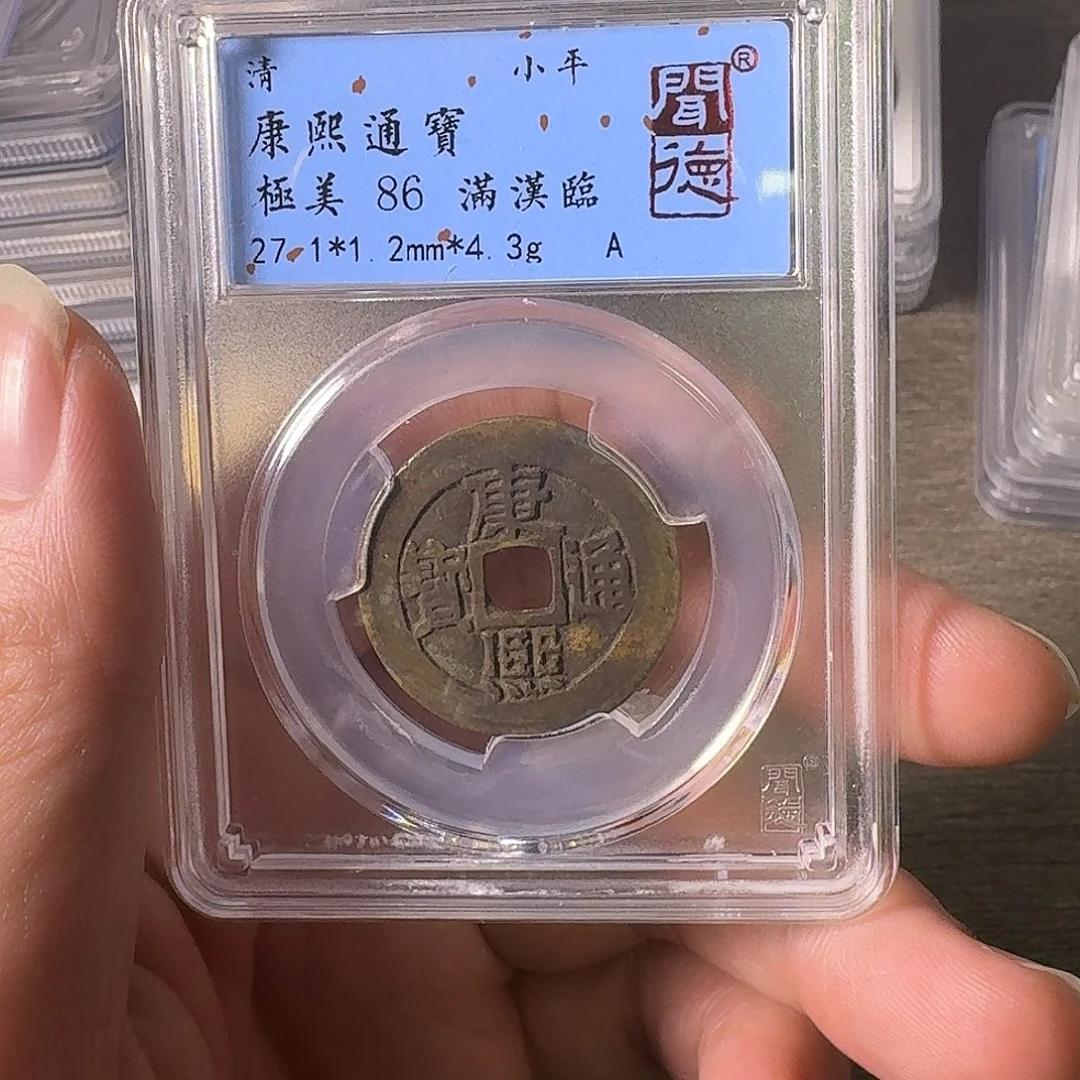 清 小平
康熙通寶
極美 86 滿漢臨
27.1*1.2mm*4.3g A
聞德®
康熙通寶
聞德®